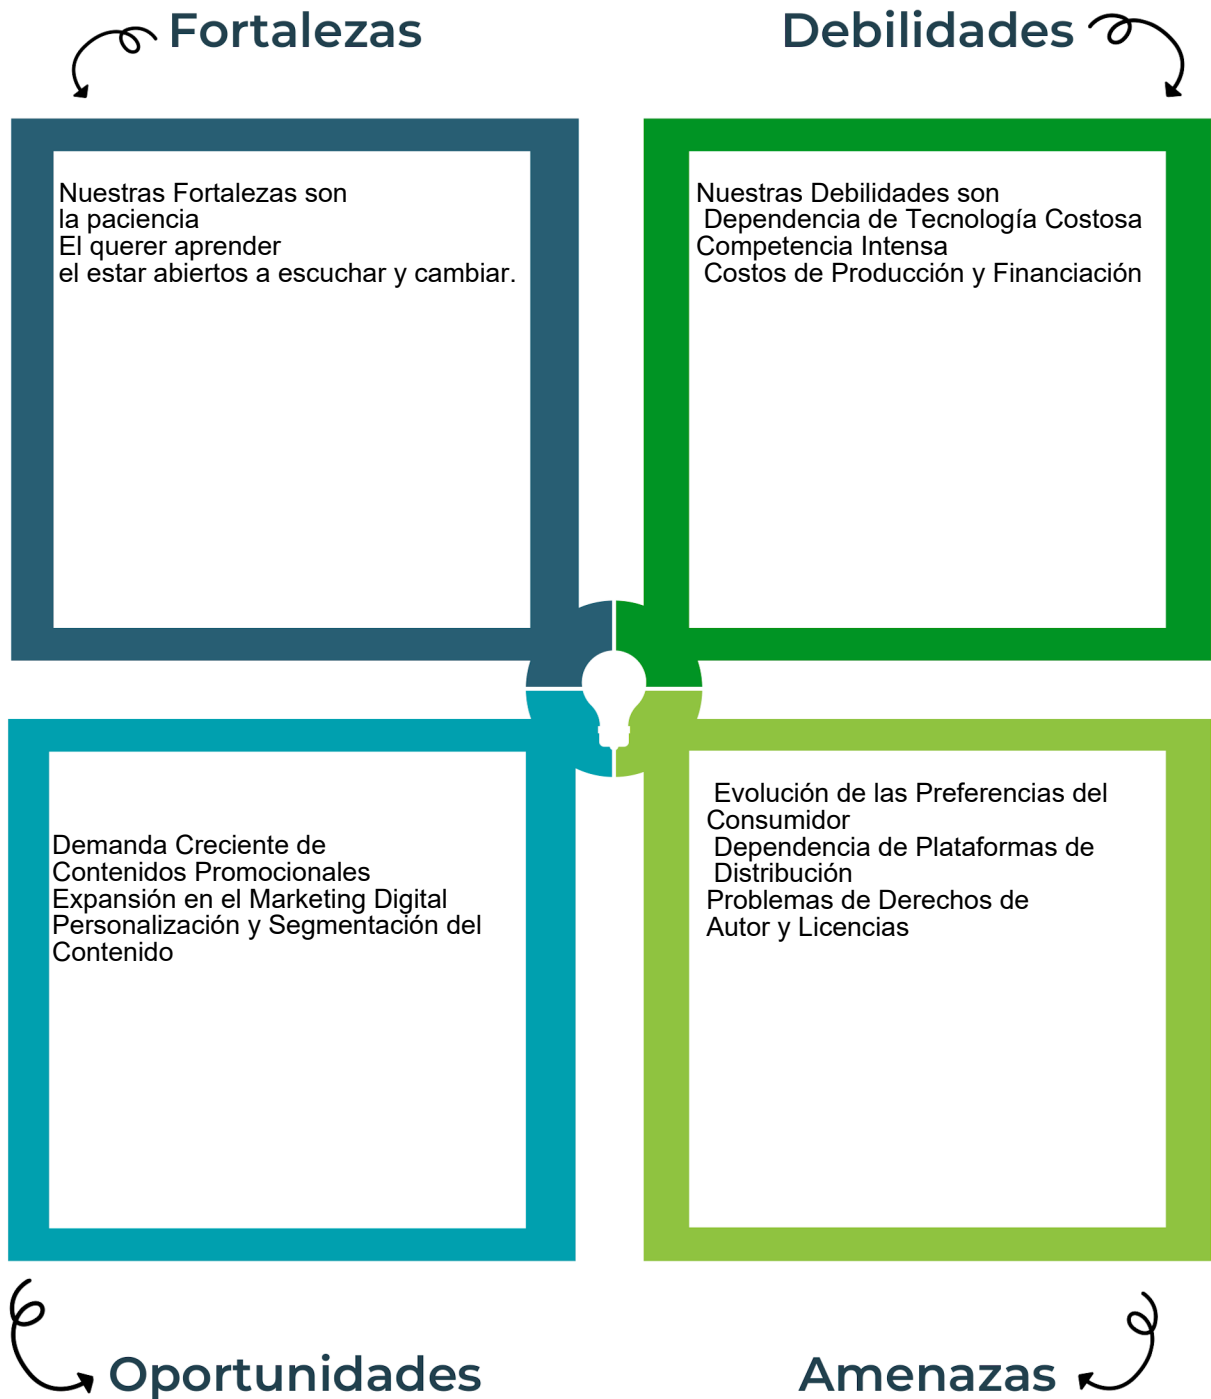 Fortalezas
Debilidades
Nuestras Fortalezas son
la paciencia
El querer aprender
el estar abiertos a escuchar y cambiar.
Nuestras Debilidades son
Dependencia de Tecnología Costosa
Competencia Intensa
Costos de Producción y Financiación
Demanda Creciente de
Contenidos Promocionales
Expansión en el Marketing Digital
Personalización y Segmentación del
Contenido
Evolución de las Preferencias del
Consumidor
Dependencia de Plataformas de
Distribución
Problemas de Derechos de
Autor y Licencias
Oportunidades
Amenazas